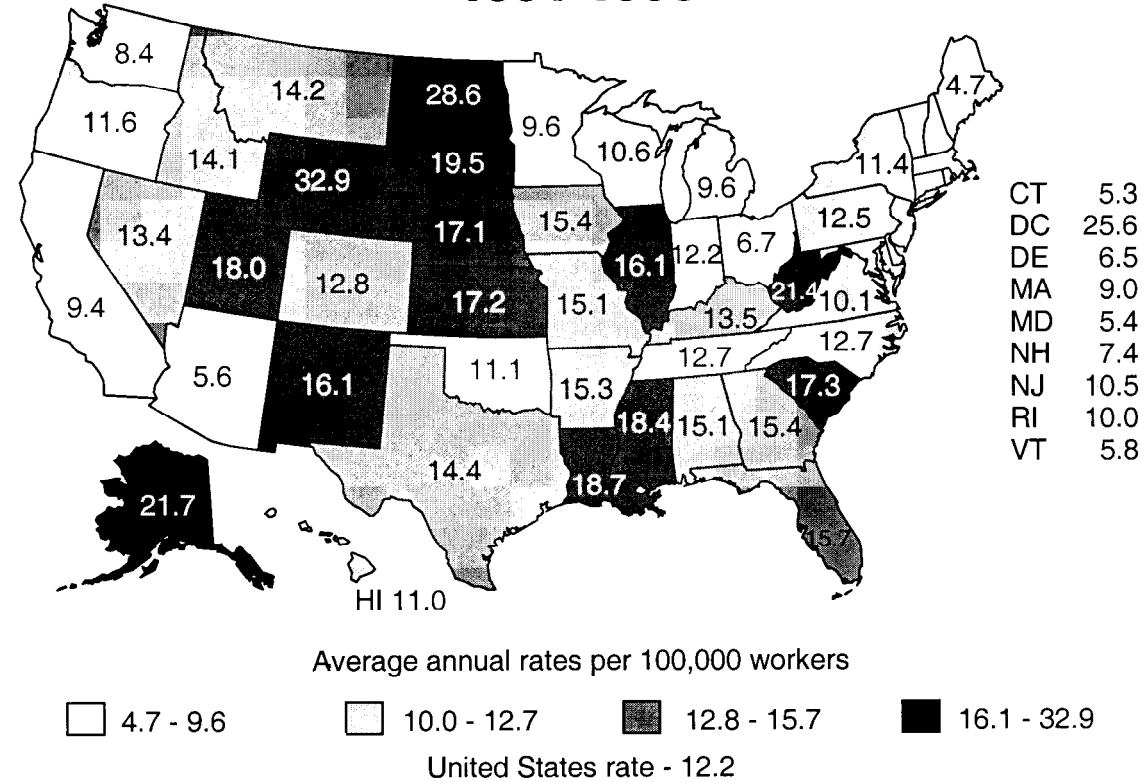 8.4
14.2
28.6
4.7
11.6
9.6
10.6
11.4
14.1
19.5
32.9
9.6
CT 5.3
DC 25.6
DE 6.5
MA 9.0
MD 5.4
NH 7.4
NJ 10.5
RI 10.0
VT 5.8
15.4
12.5
13.4
17.1
6.7
12.2
18.0
16.1
12.8
21.4
10.1
9.4
17.2
15.1
13.5
12.7
12.7
5.6
16.1
11.1
15.3
17.3
18.4
15.1
15.4
14.4
18.7
21.7
15.7
HI 11.0
Average annual rates per 100,000 workers
4.7 - 9.6
10.0 - 12.7
12.8 - 15.7
16.1 - 32.9
United States rate - 12.2